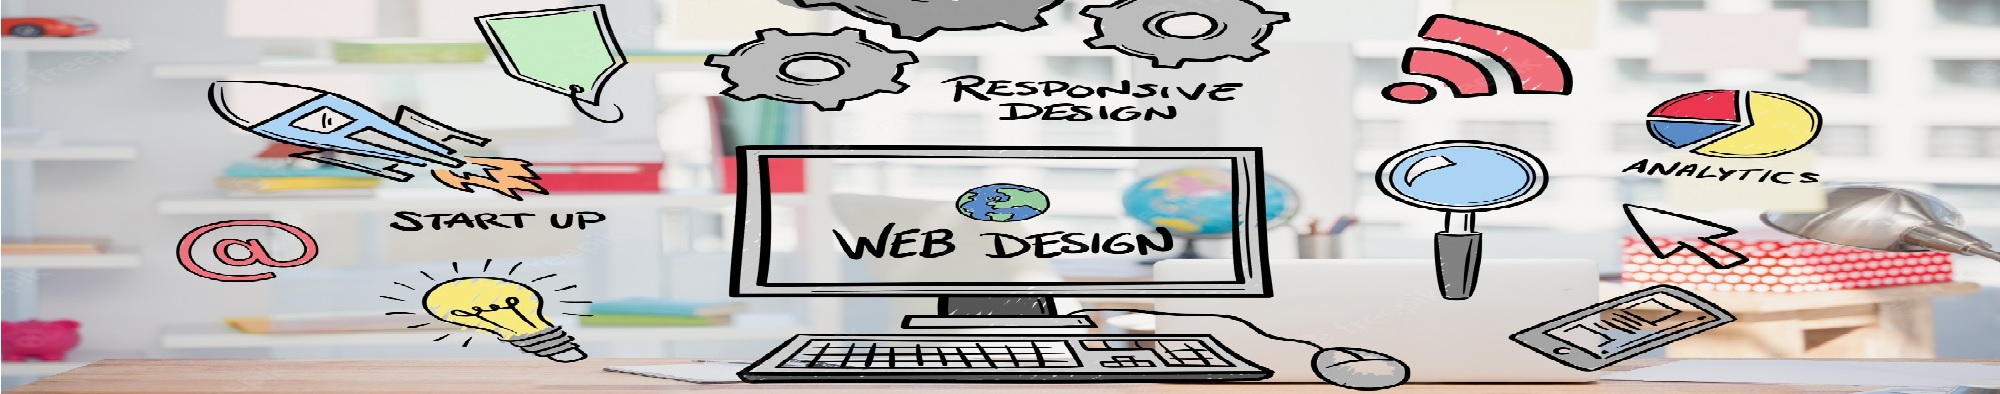 RESPONSIVE
DESIGN
ANALYTICS
START UP
@
WEB DESIGN